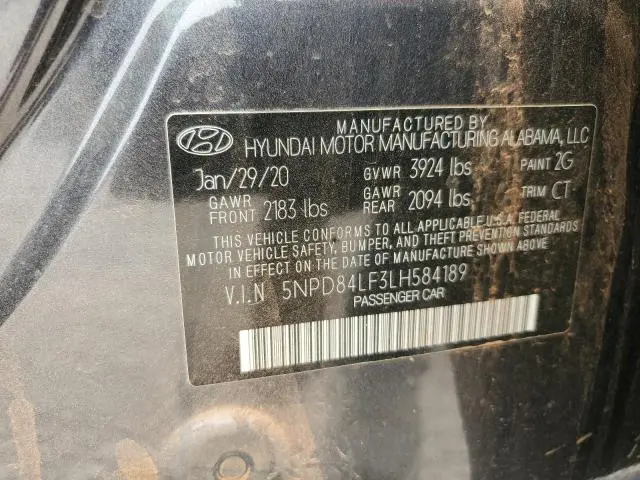 MANUFACTURED BY
HYUNDAI MOTOR MANUFACTURING ALABAMA, LLC
Jan/29/20 GVWR 3924 lbs PAINT 2G
GAWR FRONT 2183 lbs GAWR REAR 2094 lbs TRIM CT
THIS VEHICLE CONFORMS TO ALL APPLICABLE U.S.A. FEDERAL
MOTOR VEHICLE SAFETY, BUMPER, AND THEFT PREVENTION STANDARDS
IN EFFECT ON THE DATE OF MANUFACTURE SHOWN ABOVE
V.I.N 5NPD84LF3LH584189
PASSENGER CAR